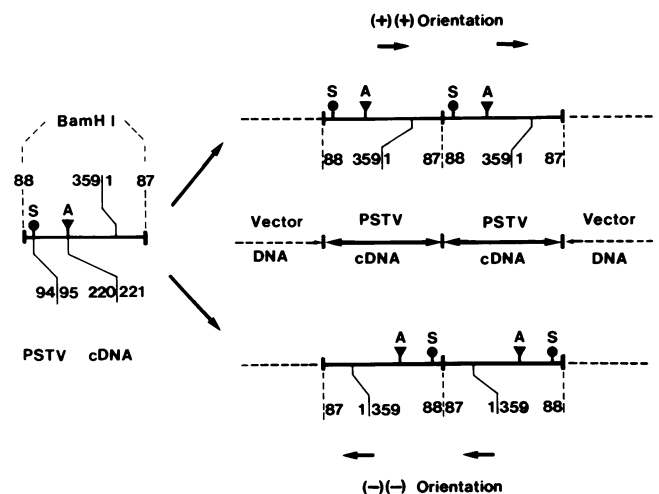 (+)(+) Orientation
BamH I
S A S A
88 359 1 87
88 359 1 87 88 359 1 87
S A
Vector PSTV PSTV Vector
DNA cDNA cDNA DNA
94 95 220 221
PSTV cDNA
A S A S
87 1 359 88 87 1 359 88
(–)(–) Orientation